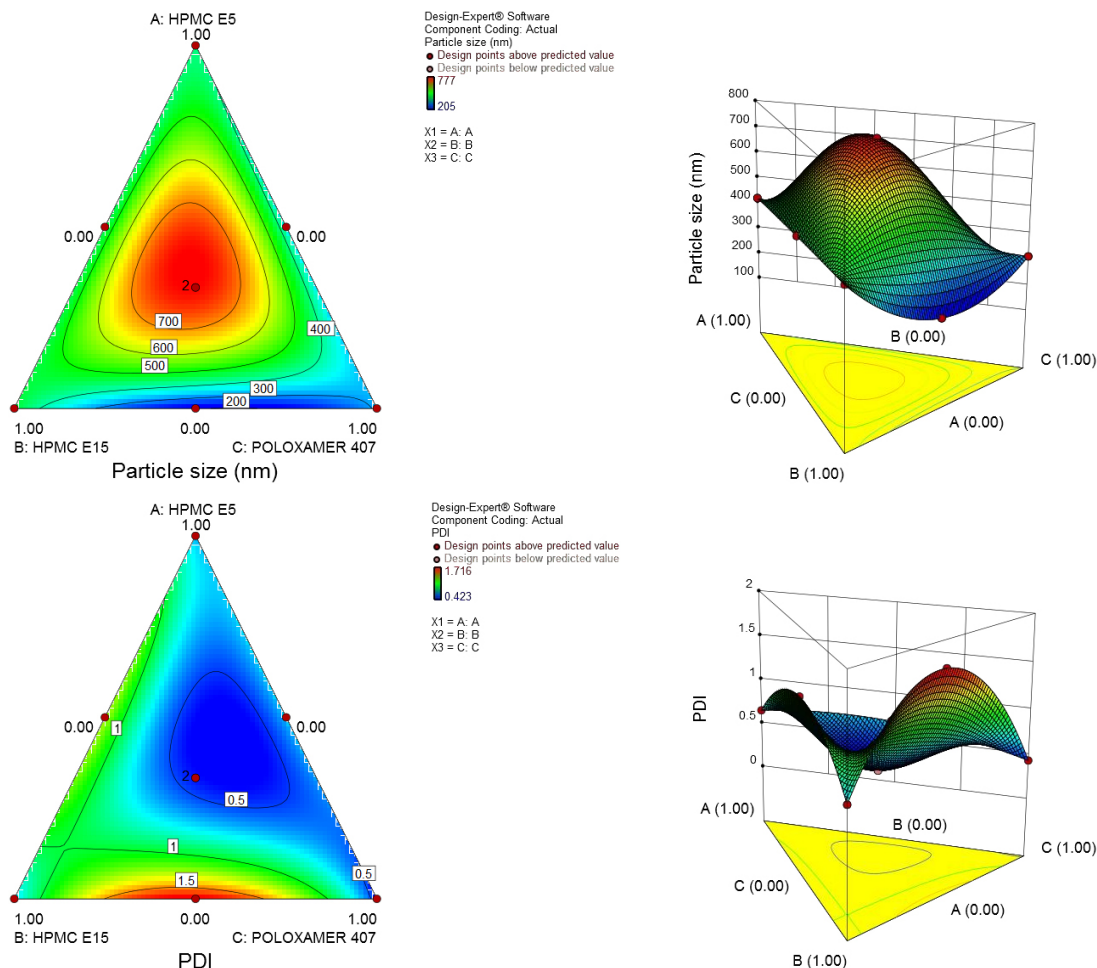 A: HPMC E5
1.00
0.00
0.00
2
700
600
500
400
300
200
1.00
0.00
1.00
B: HPMC E15
C: POLOXAMER 407
Particle size (nm)
Design-Expert® Software
Component Coding: Actual
Particle size (nm)
Design points above predicted value
Design points below predicted value
777
205
X1 = A: A
X2 = B: B
X3 = C: C
800
700
600
500
400
300
200
100
Particle size (nm)
A (1.00)
B (0.00)
C (1.00)
C (0.00)
A (0.00)
B (1.00)
A: HPMC E5
1.00
0.00
0.00
1
2
0.5
1
1.5
0.5
1.00
0.00
1.00
B: HPMC E15
C: POLOXAMER 407
PDI
Design-Expert® Software
Component Coding: Actual
PDI
Design points above predicted value
Design points below predicted value
1.716
0.423
X1 = A: A
X2 = B: B
X3 = C: C
2
1.5
1
0.5
0
PDI
A (1.00)
B (0.00)
C (1.00)
C (0.00)
A (0.00)
B (1.00)